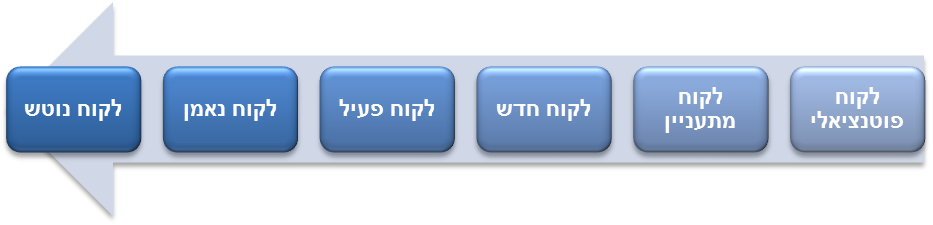 לקוח
פוטנציאלי
לקוח
מתעניין
לקוח חדש
לקוח פעיל
לקוח נאמן
לקוח נוטש